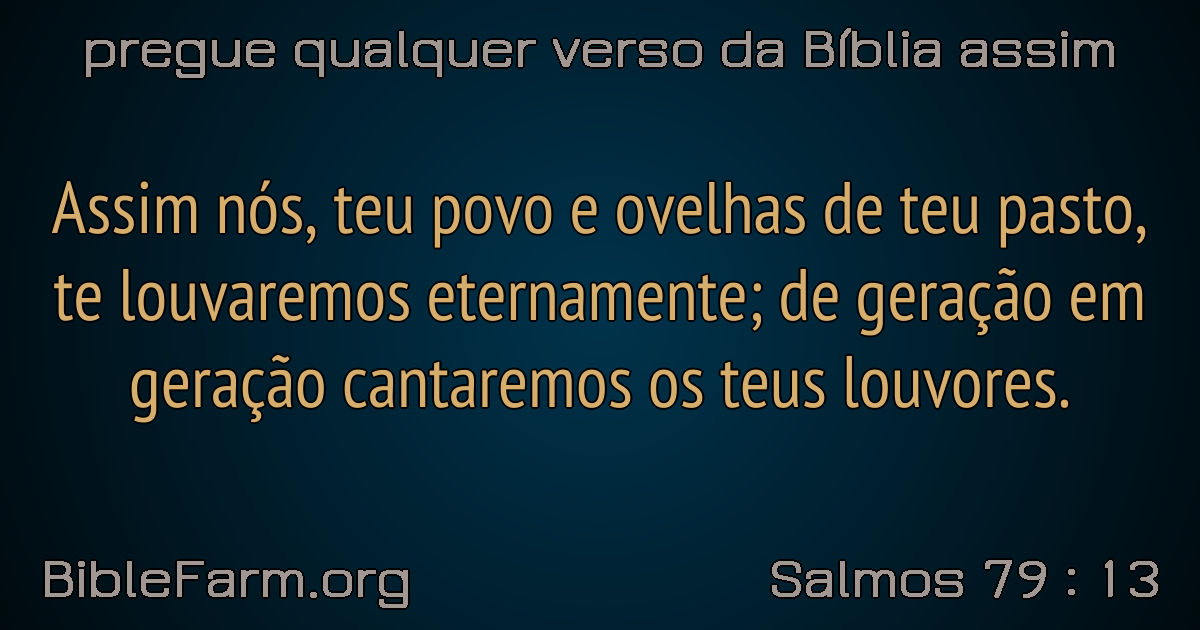 pregue qualquer verso da Bíblia assim
Assim nós, teu povo e ovelhas de teu pasto,
te louvaremos eternamente; de geração em
geração cantaremos os teus louvores.
BibleFarm.org
Salmos 79 : 13